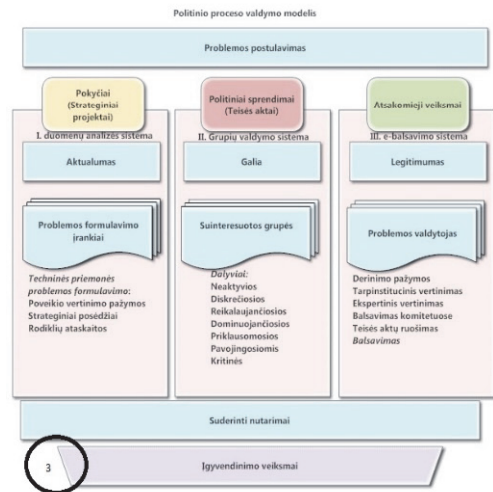 Politinio proceso valdymo modelis
Problemos postulavimas
Pokyčiai
(Strateginiai
projektai)
I. duomenų analizės sistema
Aktualumas
Problemos formulavimo
įrankiai
Techninės priemonės
problemos formulavimo:
Poveikio vertinimo pažymos
Strateginiai posėdžiai
Rodiklių ataskaitos
Politiniai sprendimai
(Teisės aktai)
II. Grupių valdymo sistema
Galia
Suinteresuotos grupės
Dalyviai:
Neaktyvios
Diskrečiosios
Reikalaujančiosios
Dominuojančiosios
Priklausomosios
Pavojingosiomis
Kritinės
Atsakomieji veiksmai
III. e-balsavimo sistema
Legitimumas
Problemos valdytojas
Derinimo pažymos
Tarpinstitucinis vertinimas
Ekspertinis vertinimas
Balsavimas komitetuose
Teisės aktų ruošimas
Balsavimas
Suderinti nutarimai
3
Įgyvendinimo veiksmai